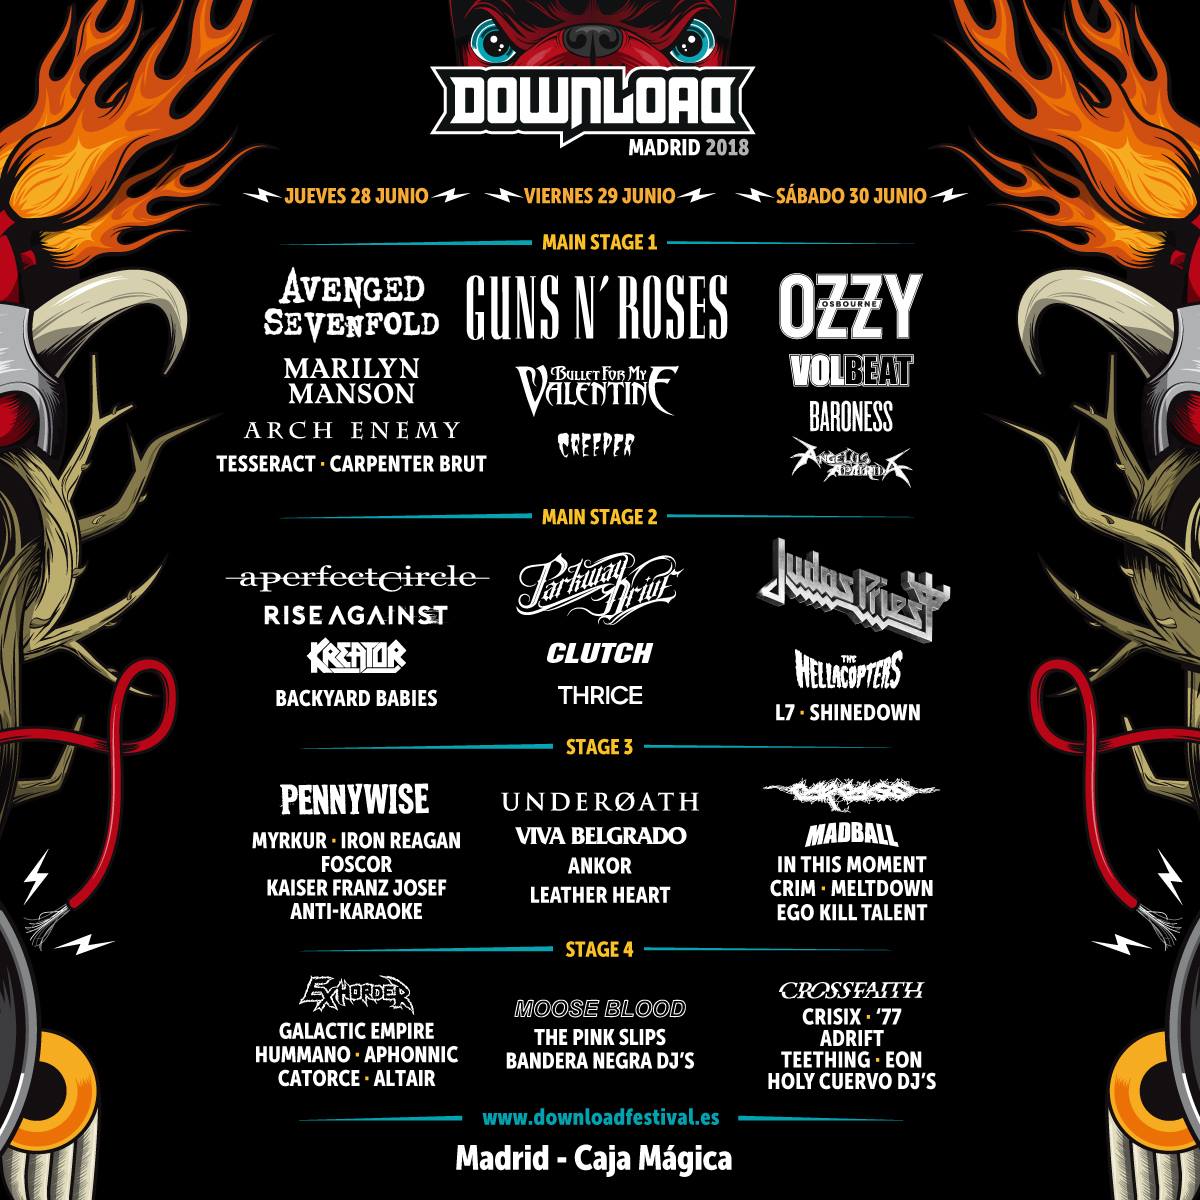 DOWNLOAD
MADRID 2018
JUEVES 28 JUNIO
VIERNES 29 JUNIO
SÁBADO 30 JUNIO
MAIN STAGE 1
AVENGED
SEVENFOLD
MARILYN
MANSON
ARCH ENEMY
TESSERACT · CARPENTER BRUT
GUNS N' ROSES
BULLET FOR MY
VALENTINE
CREEPER
OZZY
OSBOURNE
VOLBEAT
BARONESS
ANGELUS
APATRIDA
MAIN STAGE 2
aperfectcircle
RISE AGAINST
KREATOR
BACKYARD BABIES
Parkway
Drive
CLUTCH
THRICE
Judas Priest
THE
HELLACOPTERS
L7 · SHINEDOWN
STAGE 3
PENNYWISE
MYRKUR · IRON REAGAN
FOSCOR
KAISER FRANZ JOSEF
ANTI-KARAOKE
UNDERØATH
VIVA BELGRADO
ANKOR
LEATHER HEART
CARCASS
MADBALL
IN THIS MOMENT
CRIM · MELTDOWN
EGO KILL TALENT
STAGE 4
EXHORDER
GALACTIC EMPIRE
HUMMANO · APHONNIC
CATORCE · ALTAIR
MOOSE BLOOD
THE PINK SLIPS
BANDERA NEGRA DJ'S
CROSSFAITH
CRISIX · '77
ADRIFT
TEETHING · EON
HOLY CUERVO DJ'S
www.downloadfestival.es
Madrid - Caja Mágica